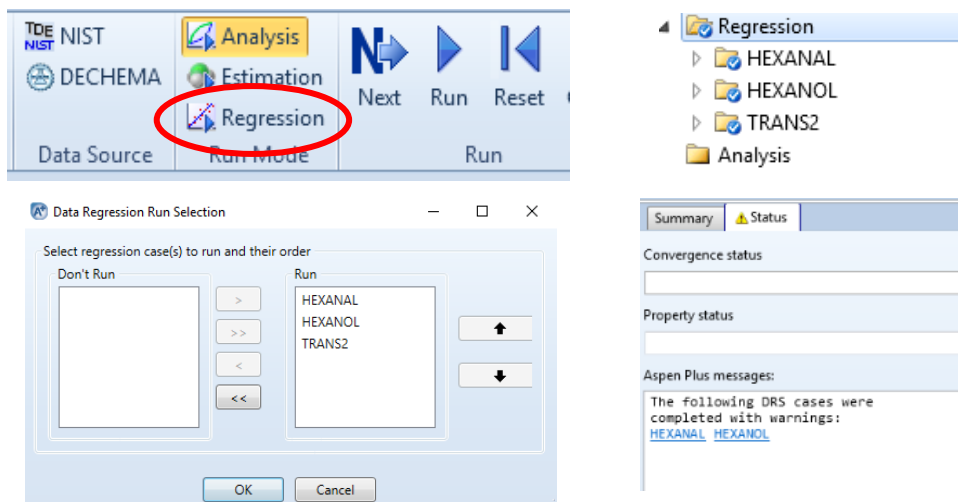 TDE NIST NIST
DECHEMA
Data Source
Analysis
Estimation
Regression
Run Mode
N
Next
Run
Reset
Run
Regression
HEXANAL
HEXANOL
TRANS2
Analysis
Data Regression Run Selection
Select regression case(s) to run and their order
Don't Run
>
>>
<
<<
Run
HEXANAL
HEXANOL
TRANS2
OK
Cancel
Summary
Status
Convergence status
Property status
Aspen Plus messages:
The following DRS cases were
completed with warnings:
HEXANAL HEXANOL